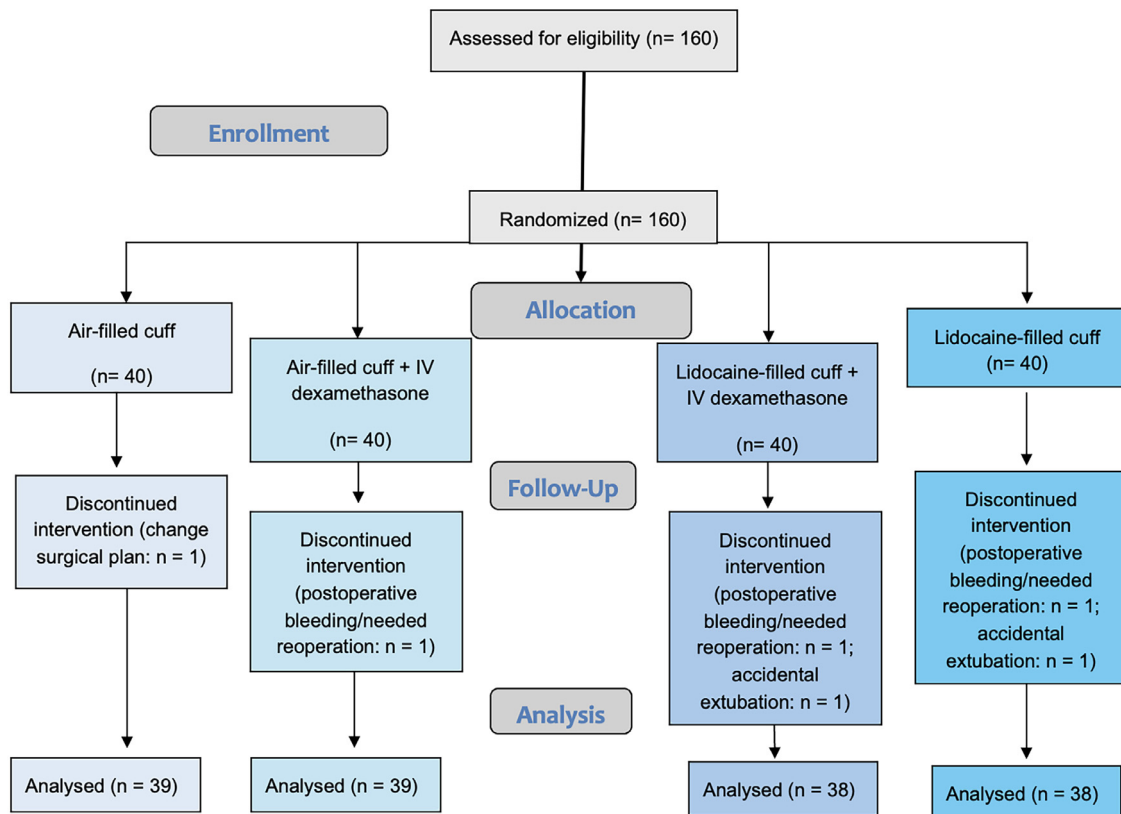 Assessed for eligibility (n= 160)
Enrollment
Randomized (n= 160)
Allocation
Air-filled cuff
(n= 40)
Air-filled cuff + IV
dexamethasone
(n= 40)
Lidocaine-filled cuff +
IV dexamethasone
(n= 40)
Lidocaine-filled cuff
(n= 40)
Follow-Up
Discontinued
intervention (change
surgical plan: n = 1)
Discontinued
intervention
(postoperative
bleeding/needed
reoperation: n = 1)
Discontinued
intervention
(postoperative
bleeding/needed
reoperation: n = 1;
accidental
extubation: n = 1)
Discontinued
intervention
(postoperative
bleeding/needed
reoperation: n = 1;
accidental
extubation: n = 1)
Analysis
Analysed (n = 39)
Analysed (n = 39)
Analysed (n = 38)
Analysed (n = 38)